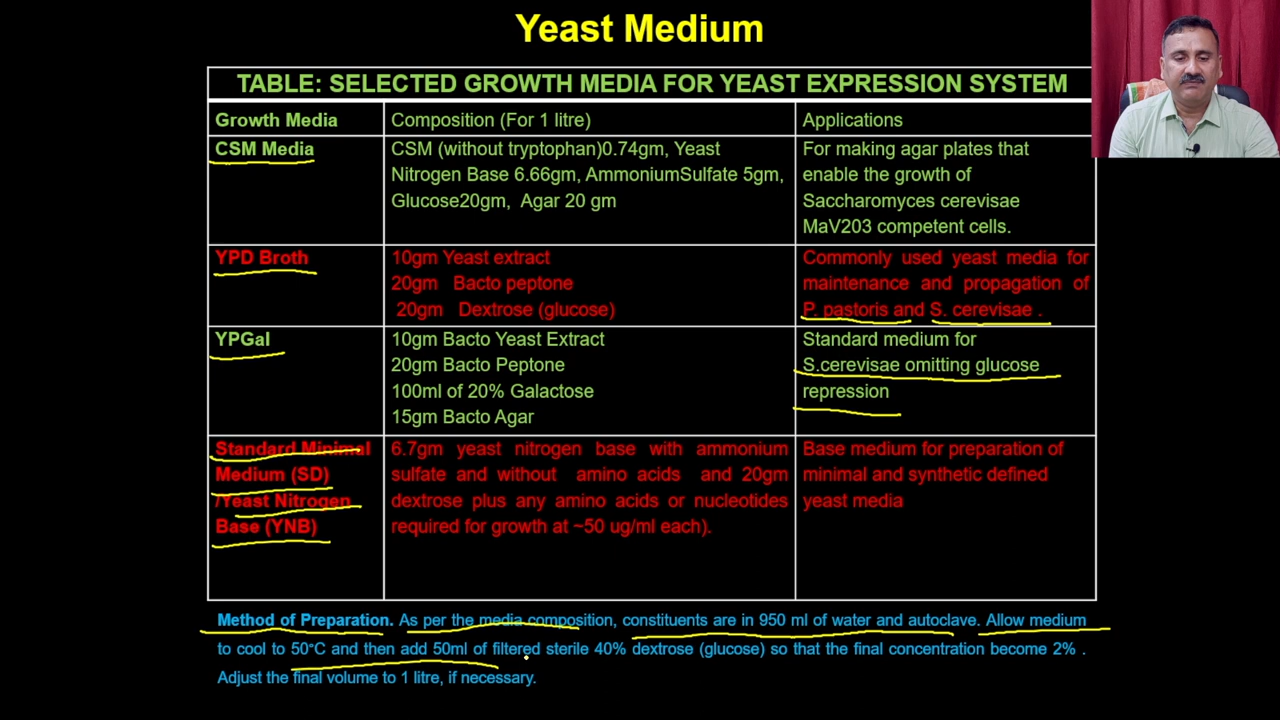 Yeast Medium
TABLE: SELECTED GROWTH MEDIA FOR YEAST EXPRESSION SYSTEM
Growth Media
Composition (For 1 litre)
Applications
CSM Media
CSM (without tryptophan)0.74gm, Yeast
Nitrogen Base 6.66gm, AmmoniumSulfate 5gm,
Glucose20gm, Agar 20 gm
For making agar plates that
enable the growth of
Saccharomyces cerevisae
MaV203 competent cells.
YPD Broth
10gm Yeast extract
20gm Bacto peptone
20gm Dextrose (glucose)
Commonly used yeast media for
maintenance and propagation of
P. pastoris and S. cerevisae .
YPGal
10gm Bacto Yeast Extract
20gm Bacto Peptone
100ml of 20% Galactose
15gm Bacto Agar
Standard medium for
S.cerevisae omitting glucose
repression
Standard Minimal
Medium (SD)
/Yeast Nitrogen
Base (YNB)
6.7gm yeast nitrogen base with ammonium
sulfate and without amino acids and 20gm
dextrose plus any amino acids or nucleotides
required for growth at ~50 ug/ml each).
Base medium for preparation of
minimal and synthetic defined
yeast media
Method of Preparation. As per the media composition, constituents are in 950 ml of water and autoclave. Allow medium
to cool to 50°C and then add 50ml of filtered sterile 40% dextrose (glucose) so that the final concentration become 2% .
Adjust the final volume to 1 litre, if necessary.